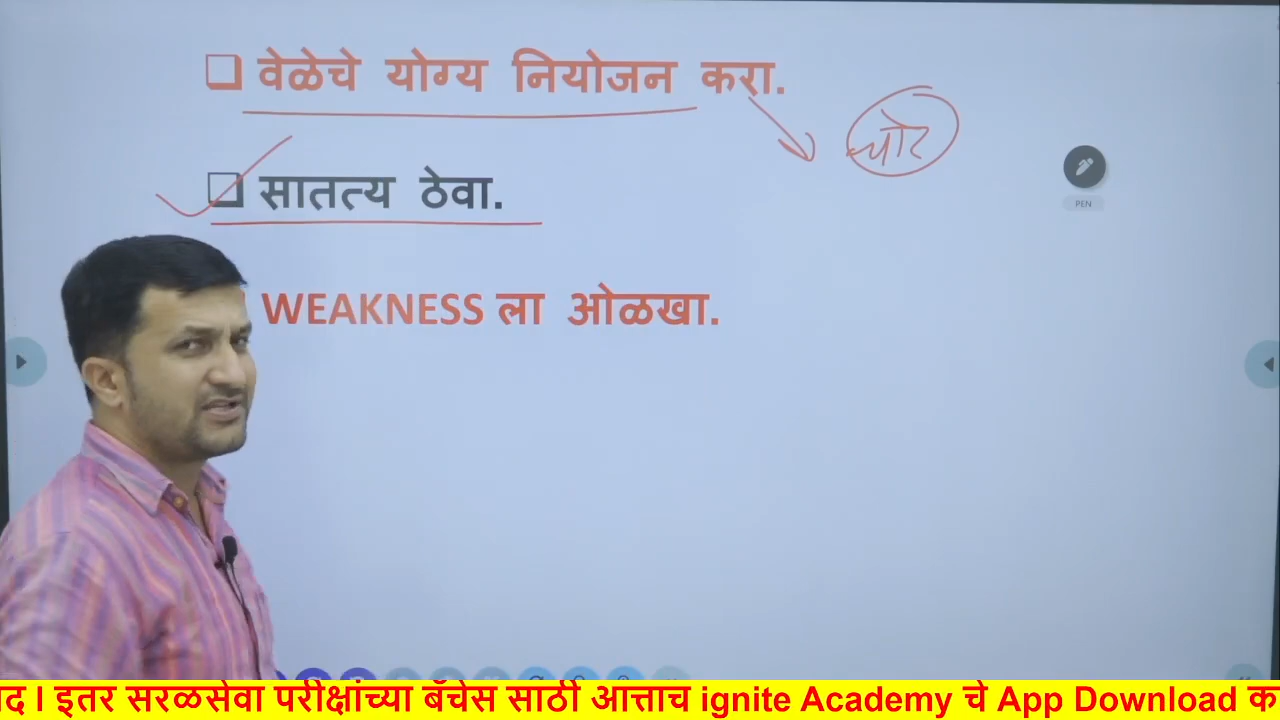 वेळेचे योग्य नियोजन करा.
चोर
सातत्य ठेवा.
PEN
WEAKNESS ला ओळखा.
द । इतर सरळसेवा परीक्षांच्या बॅचेस साठी आत्ताच ignite Academy चे App Download क